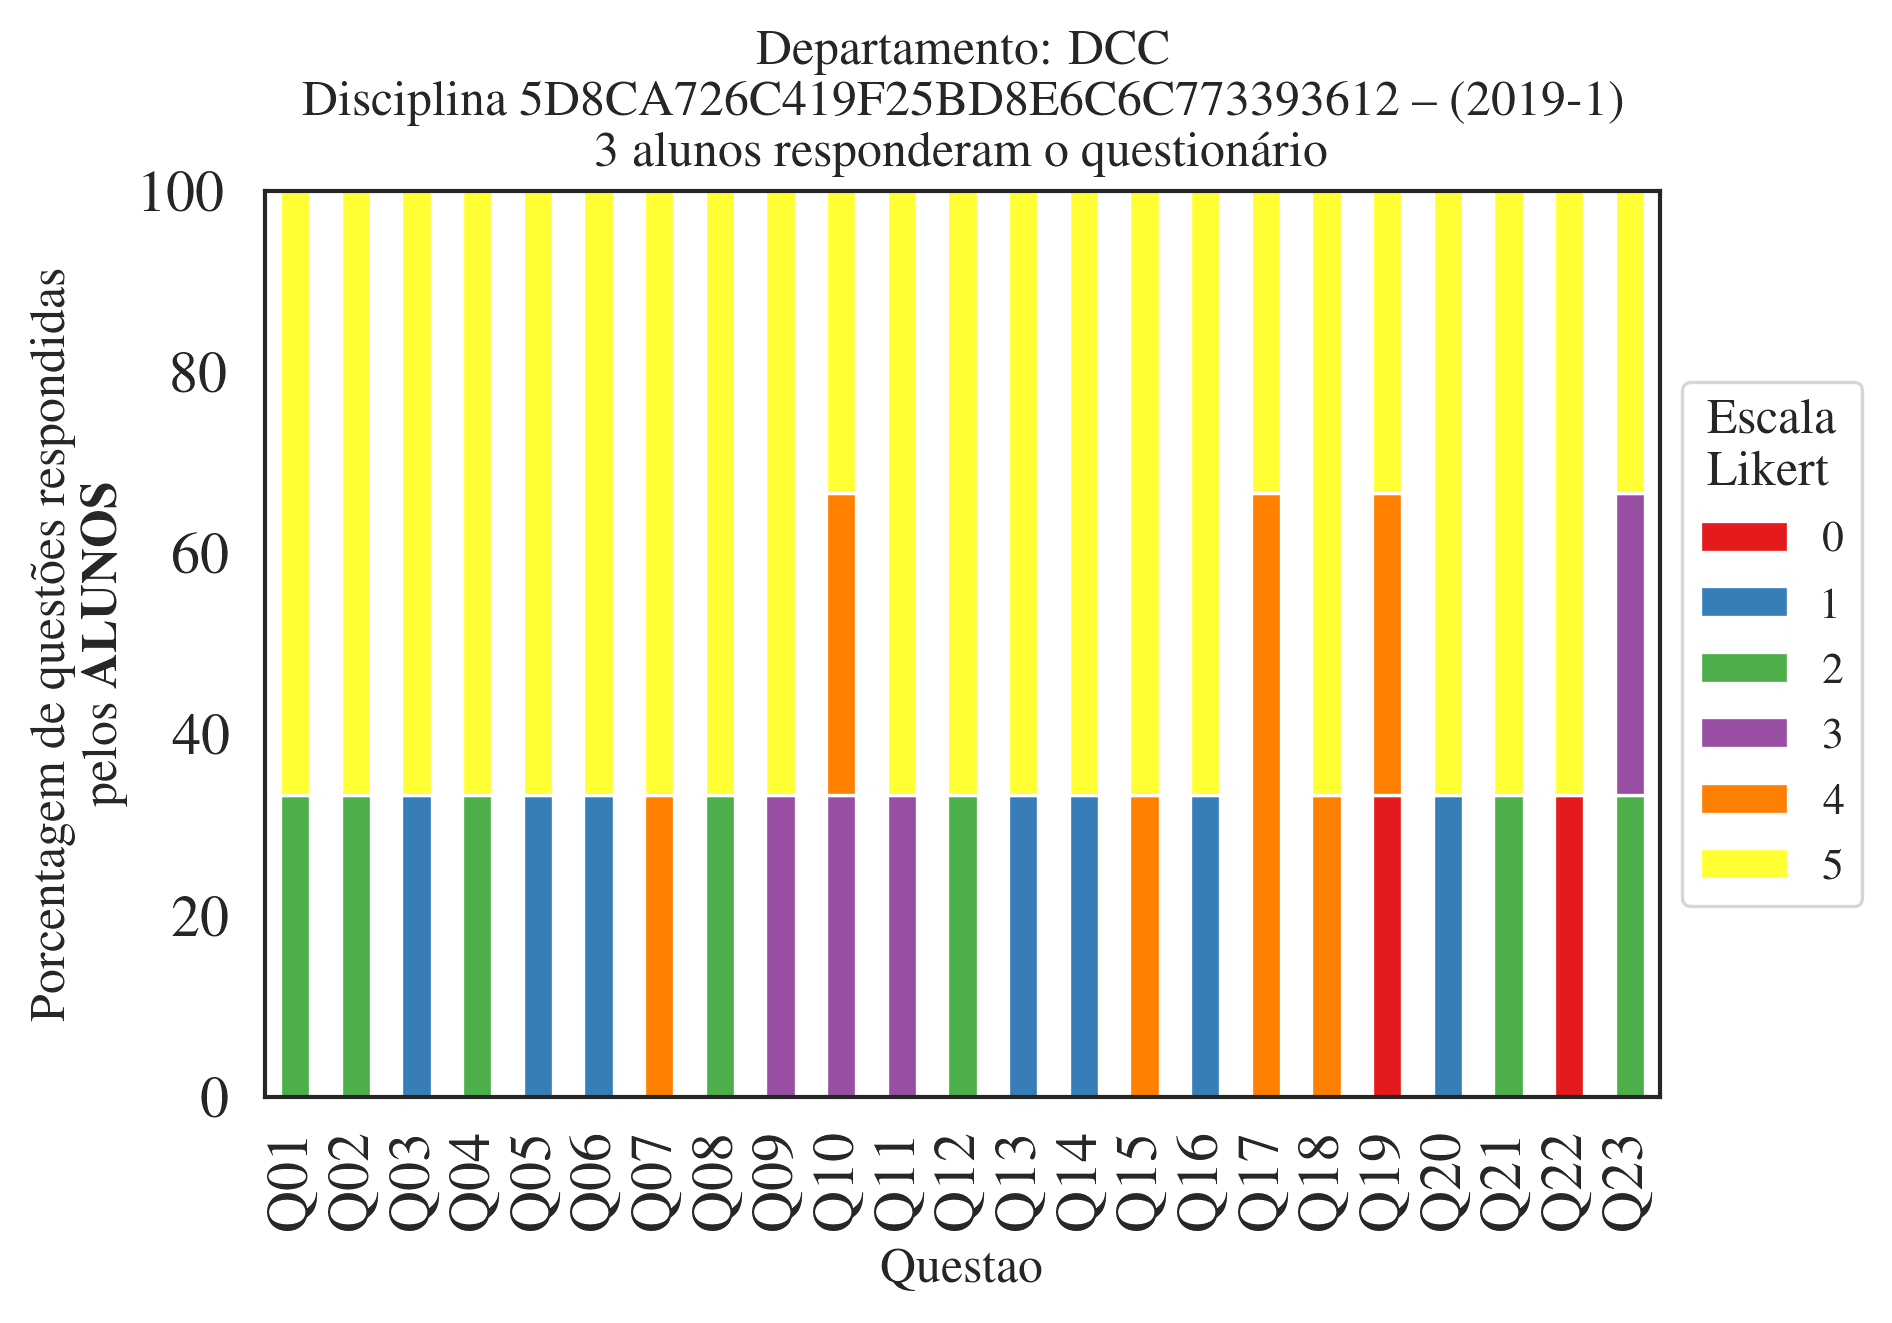 Departamento: DCC
Disciplina 5D8CA726C419F25BD8E6C6C773393612 – (2019-1)
3 alunos responderam o questionário
Porcentagem de questões respondidas
pelos ALUNOS
100
80
60
40
20
0
Q01
Q02
Q03
Q04
Q05
Q06
Q07
Q08
Q09
Q10
Q11
Q12
Q13
Q14
Q15
Q16
Q17
Q18
Q19
Q20
Q21
Q22
Q23
Questao
Escala
Likert
0
1
2
3
4
5